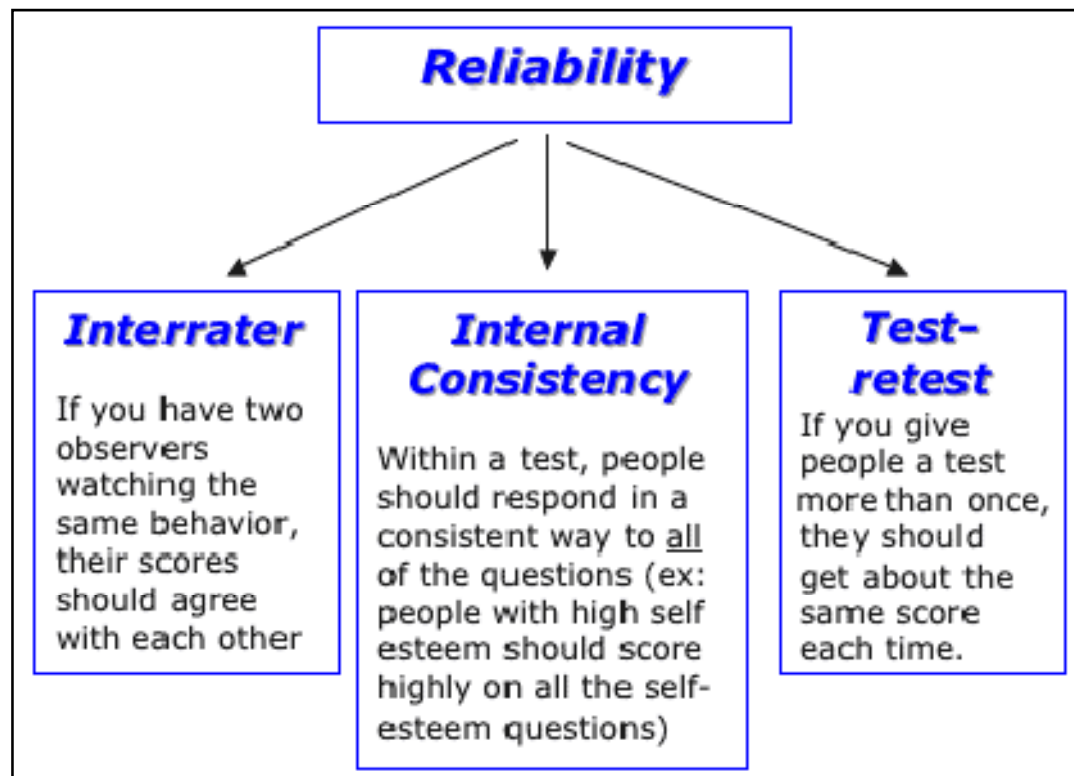 Reliability
Interrater
If you have two
observers
watching the
same behavior,
their scores
should agree
with each other
Internal
Consistency
Within a test, people
should respond in a
consistent way to all
of the questions (ex:
people with high self
esteem should score
highly on all the self-
esteem questions)
Test-
retest
If you give
people a test
more than once,
they should
get about the
same score
each time.